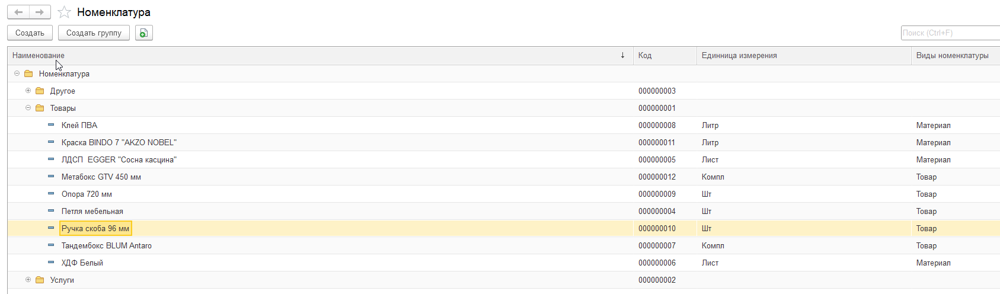 Номенклатура
Создать Создать группу Поиск (Ctrl+F)
Наименование ↓ Код Единница измерения Виды номенклатуры
Номенклатура
Другое 000000003
Товары 000000001
Клей ПВА 000000008 Литр Материал
Краска BINDO 7 "AKZO NOBEL" 000000011 Литр Материал
ЛДСП  EGGER "Сосна касцина" 000000005 Лист Материал
Метабокс GTV 450 мм 000000012 Компл Товар
Опора 720 мм 000000009 Шт Товар
Петля мебельная 000000004 Шт Товар
Ручка скоба 96 мм 000000010 Шт Товар
Тандембокс BLUM Antaro 000000007 Компл Товар
ХДФ Белый 000000006 Лист Материал
Услуги 000000002